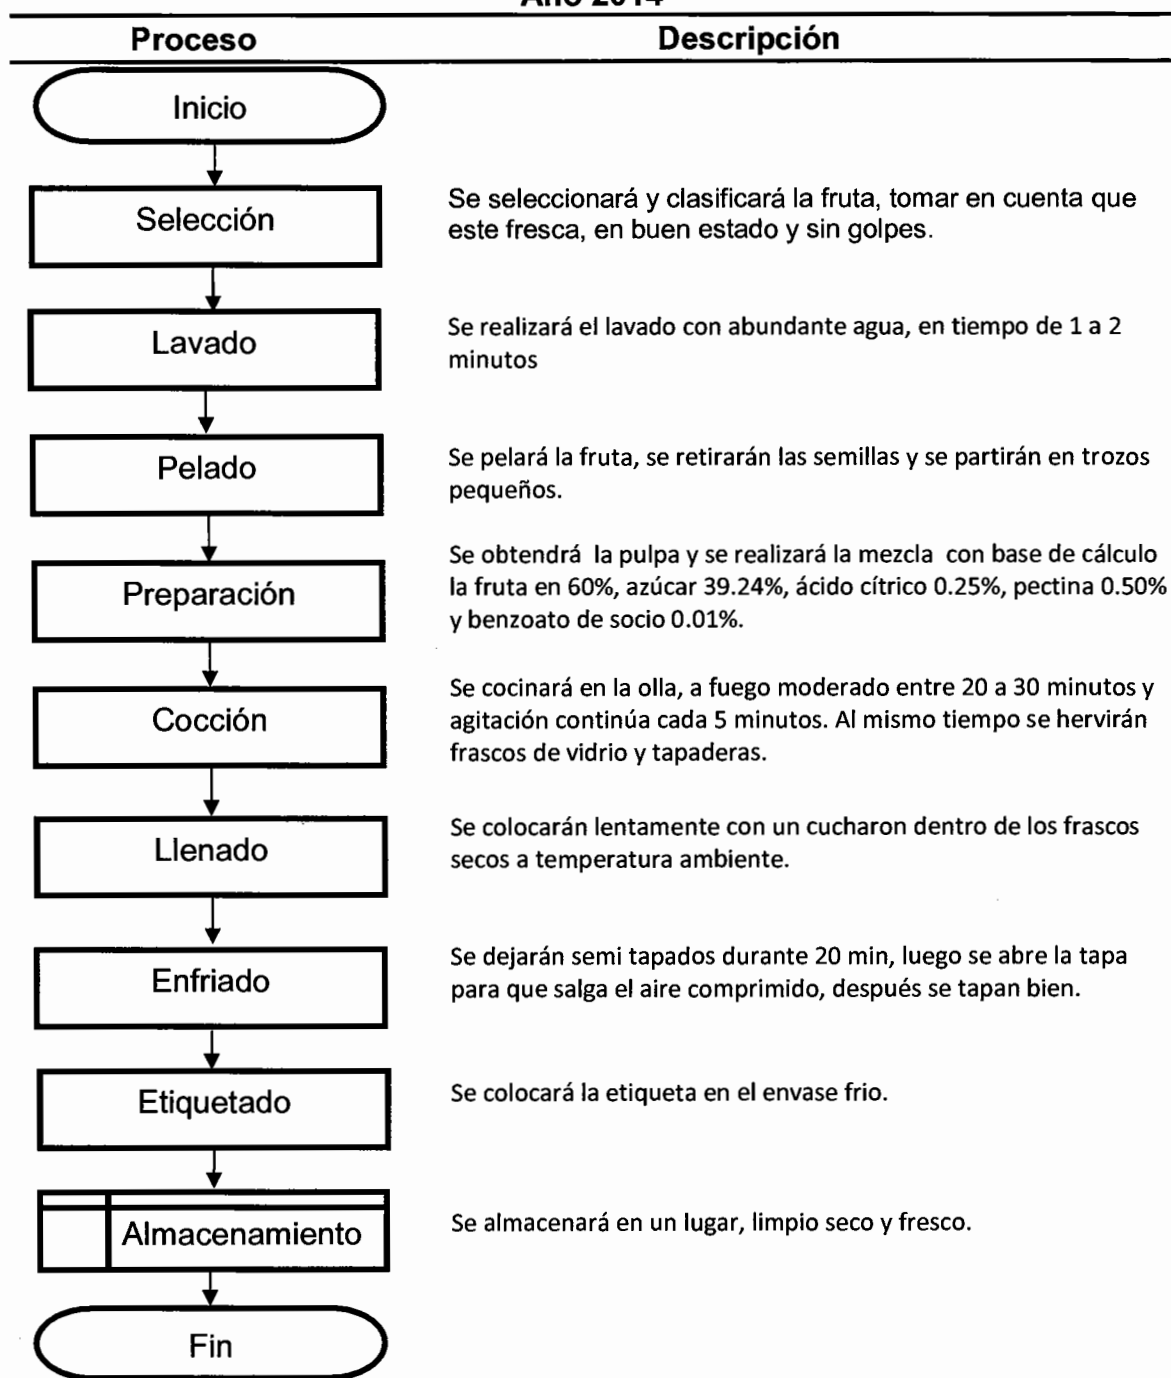 Año 2014
Proceso Descripción
Inicio
Selección
Se seleccionará y clasificará la fruta, tomar en cuenta que
este fresca, en buen estado y sin golpes.
Lavado
Se realizará el lavado con abundante agua, en tiempo de 1 a 2
minutos
Pelado
Se pelará la fruta, se retirarán las semillas y se partirán en trozos
pequeños.
Preparación
Se obtendrá la pulpa y se realizará la mezcla con base de cálculo
la fruta en 60%, azúcar 39.24%, ácido cítrico 0.25%, pectina 0.50%
y benzoato de socio 0.01%.
Cocción
Se cocinará en la olla, a fuego moderado entre 20 a 30 minutos y
agitación continúa cada 5 minutos. Al mismo tiempo se hervirán
frascos de vidrio y tapaderas.
Llenado
Se colocarán lentamente con un cucharon dentro de los frascos
secos a temperatura ambiente.
Enfriado
Se dejarán semi tapados durante 20 min, luego se abre la tapa
para que salga el aire comprimido, después se tapan bien.
Etiquetado
Se colocará la etiqueta en el envase frio.
Almacenamiento
Se almacenará en un lugar, limpio seco y fresco.
Fin